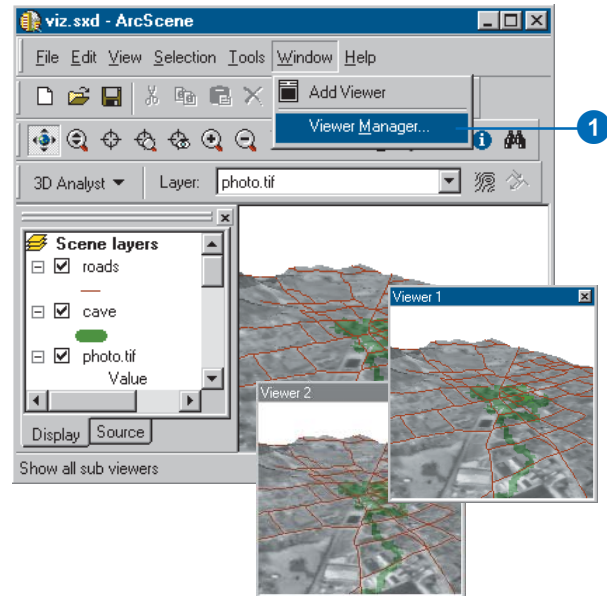 viz.sxd - ArcScene
File Edit View Selection Tools Window Help
Add Viewer
Viewer Manager...
1
3D Analyst Layer: photo.tif
Scene layers
roads
cave
photo.tif
Value
Display Source
Show all sub viewers
Viewer 1
Viewer 2